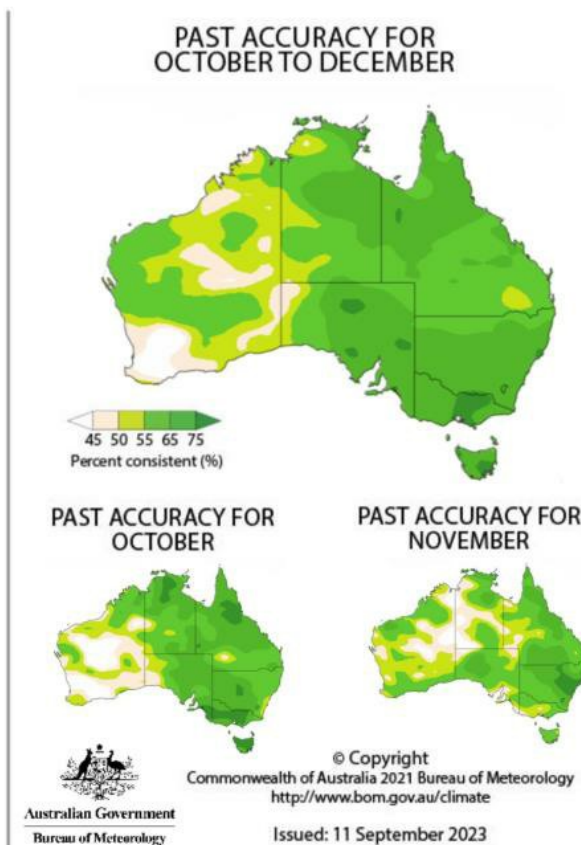 PAST ACCURACY FOR
OCTOBER TO DECEMBER
45 50 55 65 75
Percent consistent (%)
PAST ACCURACY FOR
OCTOBER
PAST ACCURACY FOR
NOVEMBER
Australian Government
Bureau of Meteorology
© Copyright
Commonwealth of Australia 2021 Bureau of Meteorology
http://www.bom.gov.au/climate
Issued: 11 September 2023